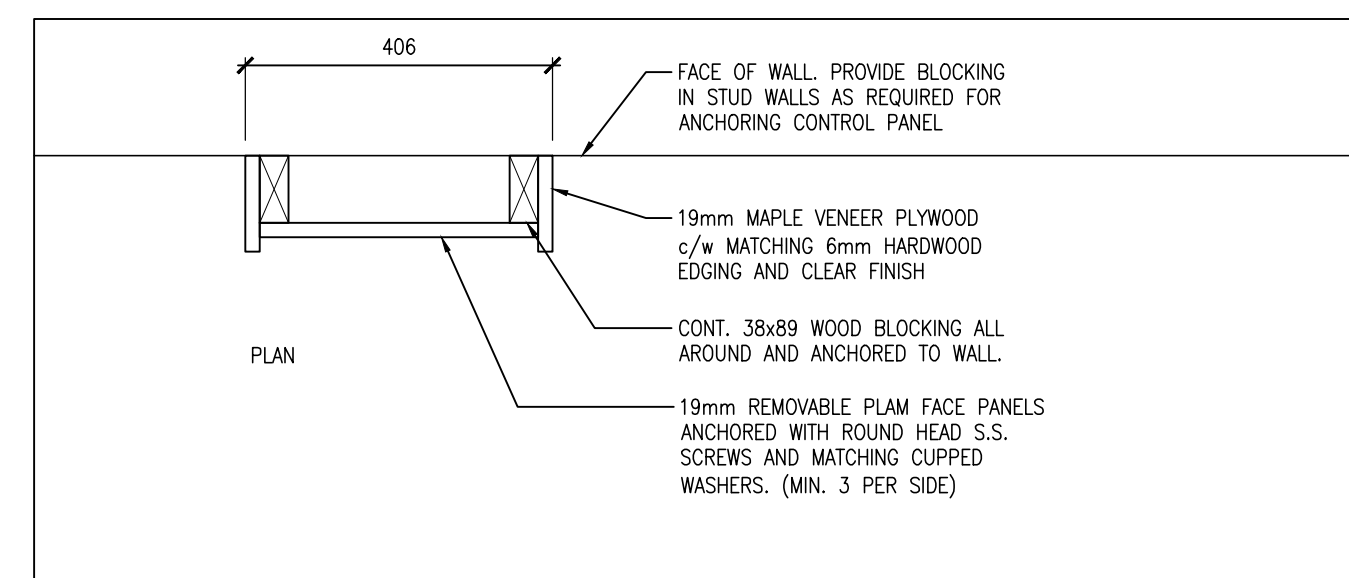 406
FACE OF WALL. PROVIDE BLOCKING
IN STUD WALLS AS REQUIRED FOR
ANCHORING CONTROL PANEL
19mm MAPLE VENEER PLYWOOD
c/w MATCHING 6mm HARDWOOD
EDGING AND CLEAR FINISH
CONT. 38x89 WOOD BLOCKING ALL
AROUND AND ANCHORED TO WALL.
PLAN
19mm REMOVABLE PLAM FACE PANELS
ANCHORED WITH ROUND HEAD S.S.
SCREWS AND MATCHING CUPPED
WASHERS. (MIN. 3 PER SIDE)